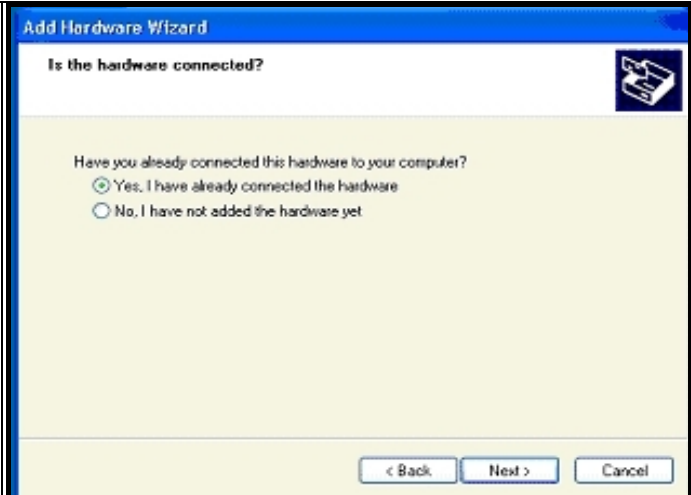 Add Hardware Wizard
Is the hardware connected?
Have you already connected this hardware to your computer?
Yes, I have already connected the hardware
No, I have not added the hardware yet
< Back Next > Cancel